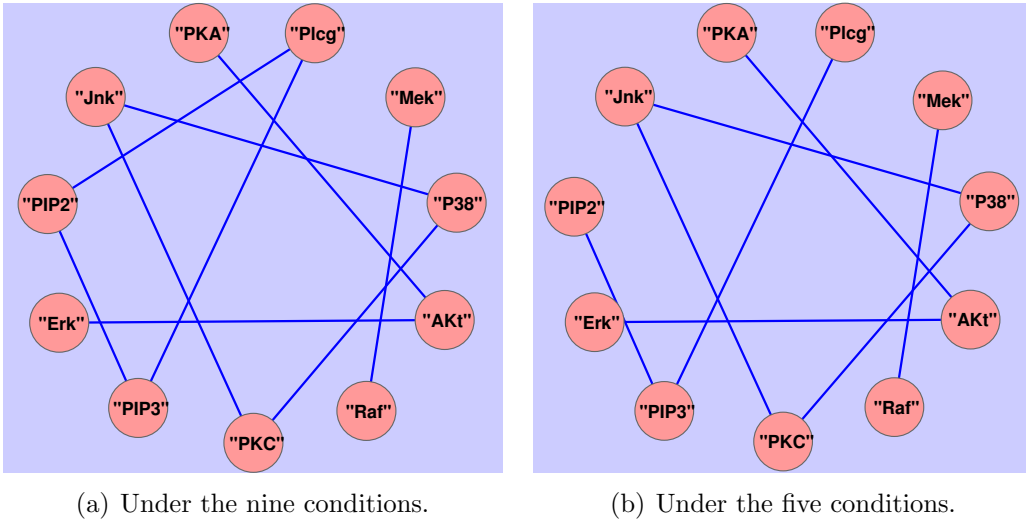 "PKA"
"Plcg"
"Jnk"
"Mek"
"PIP2"
"P38"
"Erk"
"AKt"
"PIP3"
"Raf"
"PKC"
(a) Under the nine conditions.
"PKA"
"Plcg"
"Jnk"
"Mek"
"PIP2"
"P38"
"Erk"
"AKt"
"PIP3"
"Raf"
"PKC"
(b) Under the five conditions.